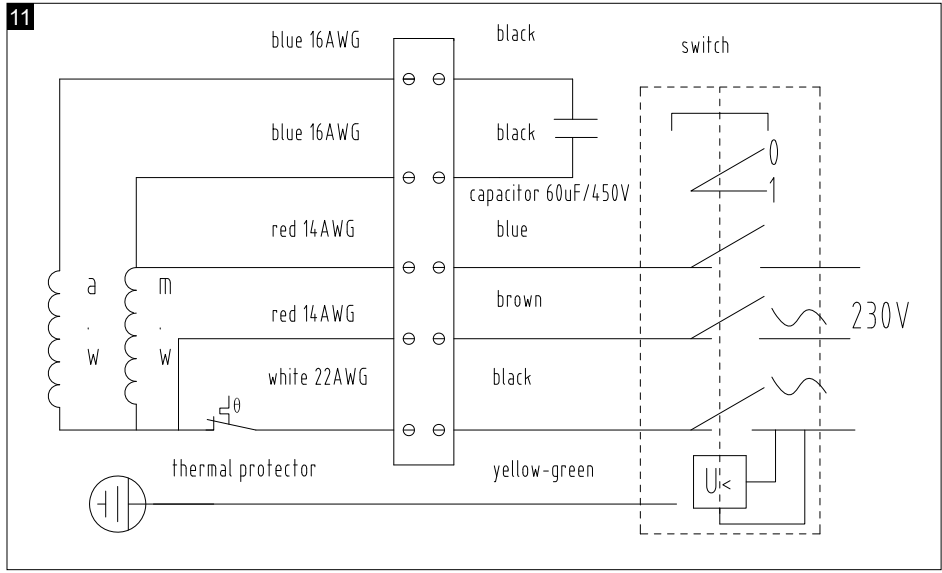 11
blue 16AWG
black
switch
blue 16AWG
black
0
capacitor 60uF/450V
1
red 14AWG
blue
a.w
m.w
brown
red 14AWG
230V
white 22AWG
black
θ
thermal protector
yellow-green
U<